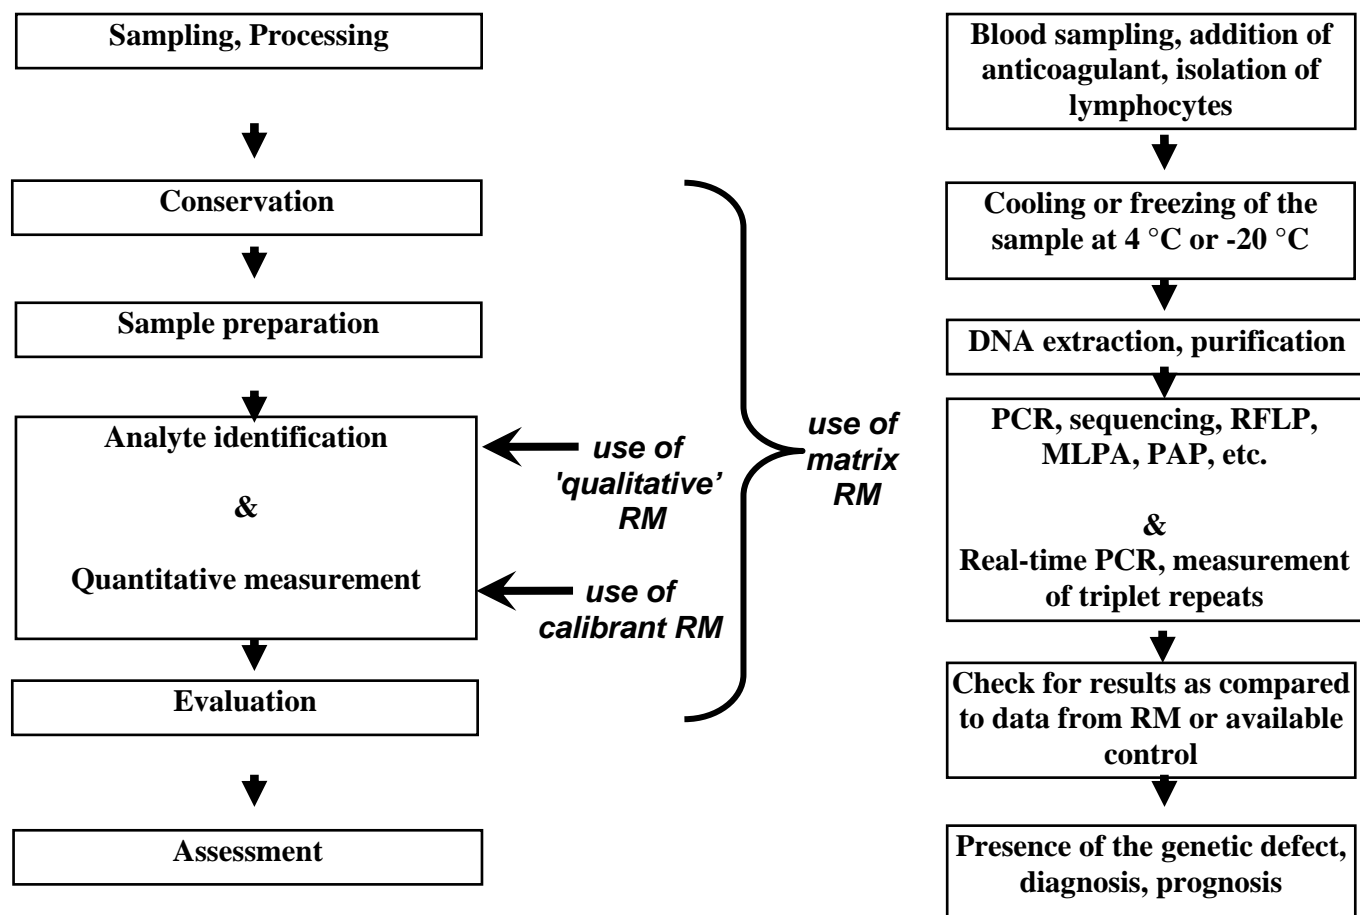 Sampling, Processing
Conservation
Sample preparation
Analyte identification
&
Quantitative measurement
Evaluation
Assessment
use of
'qualitative’
RM
use of
calibrant RM
use of
matrix
RM
Blood sampling, addition of
anticoagulant, isolation of
lymphocytes
Cooling or freezing of the
sample at 4 °C or -20 °C
DNA extraction, purification
PCR, sequencing, RFLP,
MLPA, PAP, etc.
&
Real-time PCR, measurement
of triplet repeats
Check for results as compared
to data from RM or available
control
Presence of the genetic defect,
diagnosis, prognosis